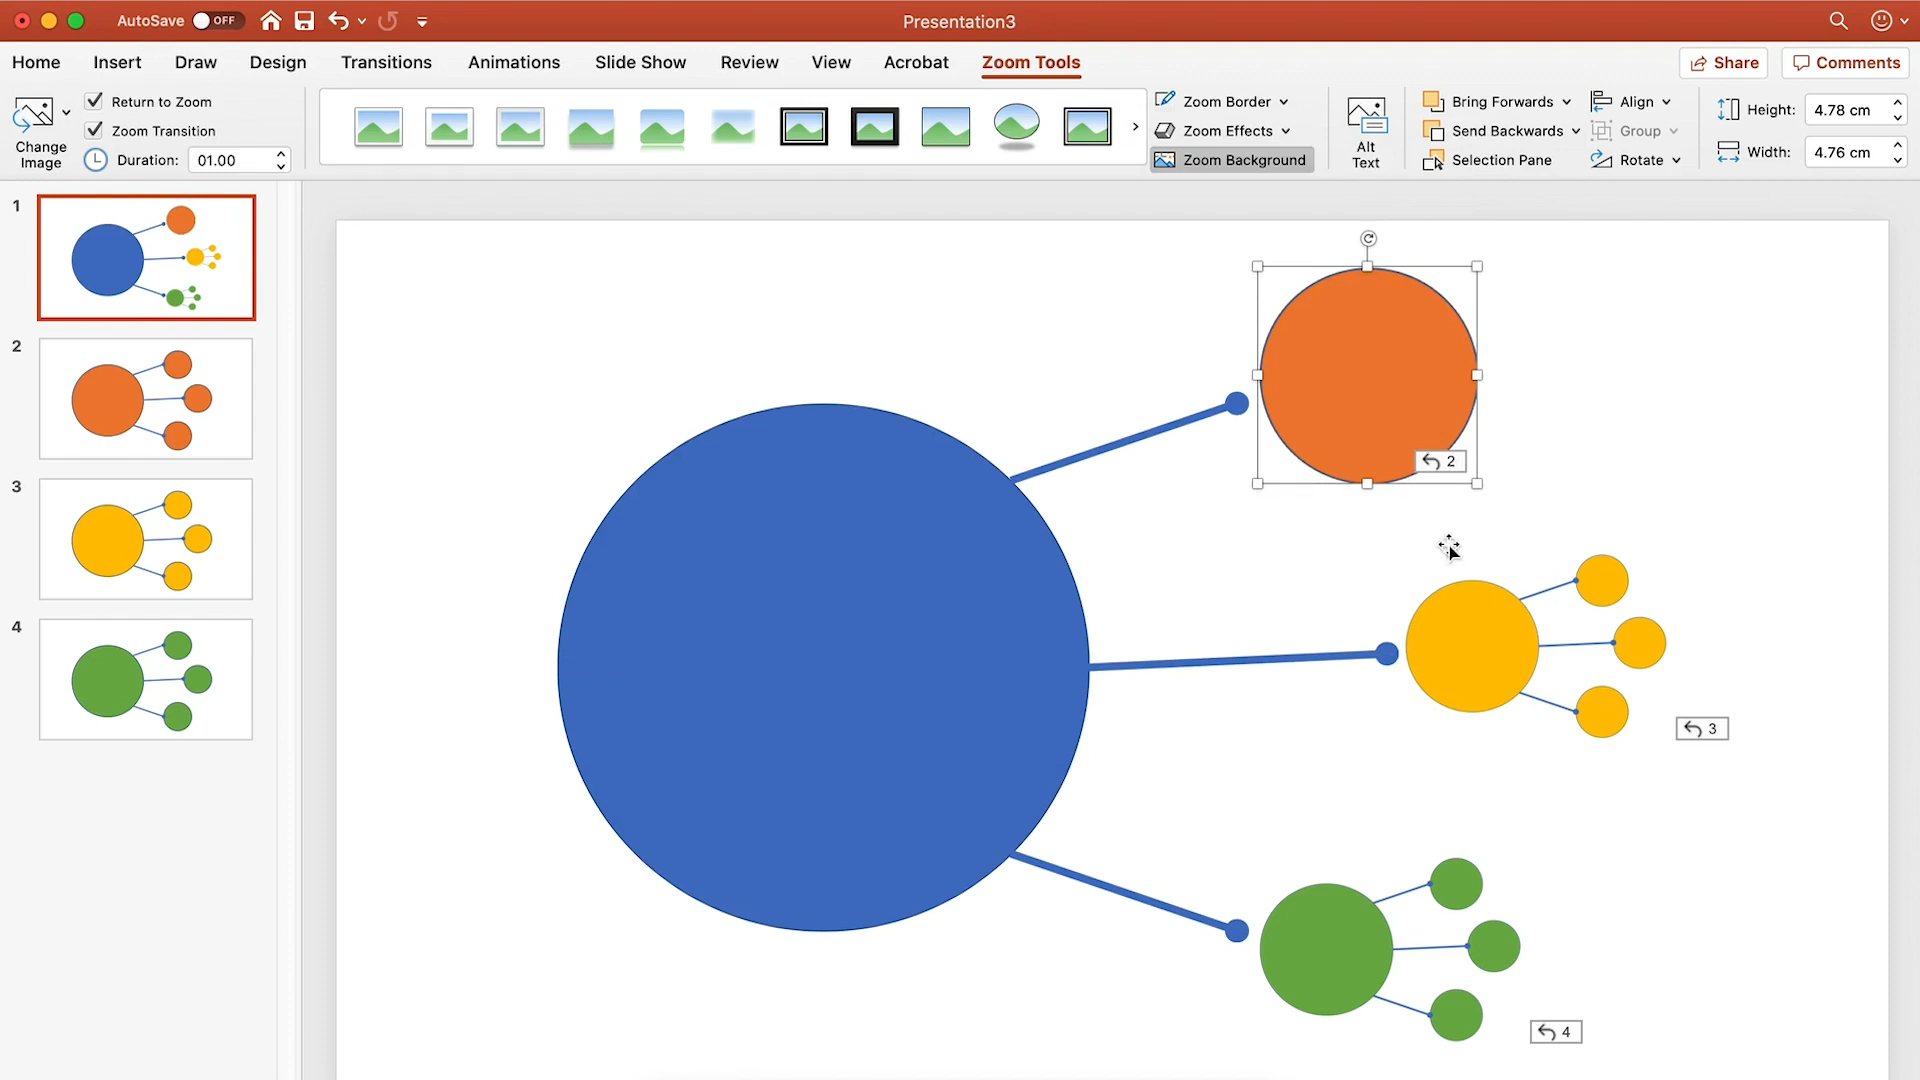 AutoSave OFF
Presentation3
Home Insert Draw Design Transitions Animations Slide Show Review View Acrobat Zoom Tools Share Comments
Change Image
Return to Zoom
Zoom Transition
Duration: 01.00
Zoom Border
Zoom Effects
Zoom Background
Alt Text
Bring Forwards
Send Backwards
Selection Pane
Align
Group
Rotate
Height: 4.78 cm
Width: 4.76 cm
1
2
3
4
2
3
4